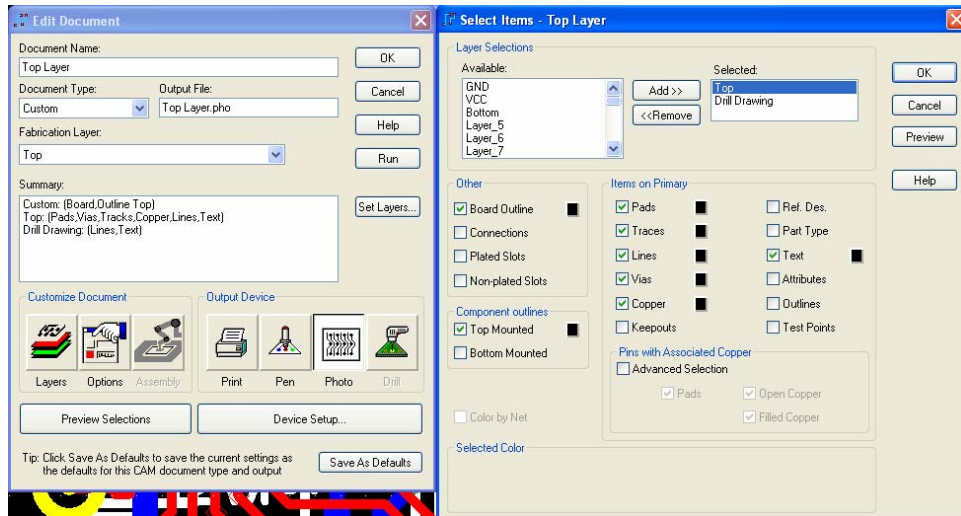 Edit Document
Document Name:
Top Layer
OK
Document Type:
Output File:
Custom
Top Layer.pho
Cancel
Fabrication Layer:
Help
Top
Run
Summary:
Custom: (Board,Outline Top)
Top: (Pads,Vias,Tracks,Copper,Lines,Text)
Drill Drawing: (Lines,Text)
Set Layers...
Customize Document
Output Device
Layers
Options
Assembly
Print
Pen
Photo
Drill
Preview Selections
Device Setup...
Tip: Click Save As Defaults to save the current settings as
the defaults for this CAM document type and output
Save As Defaults
Select Items - Top Layer
Layer Selections
Available:
Selected:
GND
VCC
Bottom
Layer_5
Layer_6
Layer_7
Add >>
<<Remove
Top
Drill Drawing
OK
Cancel
Preview
Help
Other
Board Outline
Connections
Plated Slots
Non-plated Slots
Component outlines
Top Mounted
Bottom Mounted
Color by Net
Items on Primary
Pads
Ref. Des.
Traces
Part Type
Lines
Text
Vias
Attributes
Copper
Outlines
Keepouts
Test Points
Pins with Associated Copper
Advanced Selection
Pads
Open Copper
Filled Copper
Selected Color